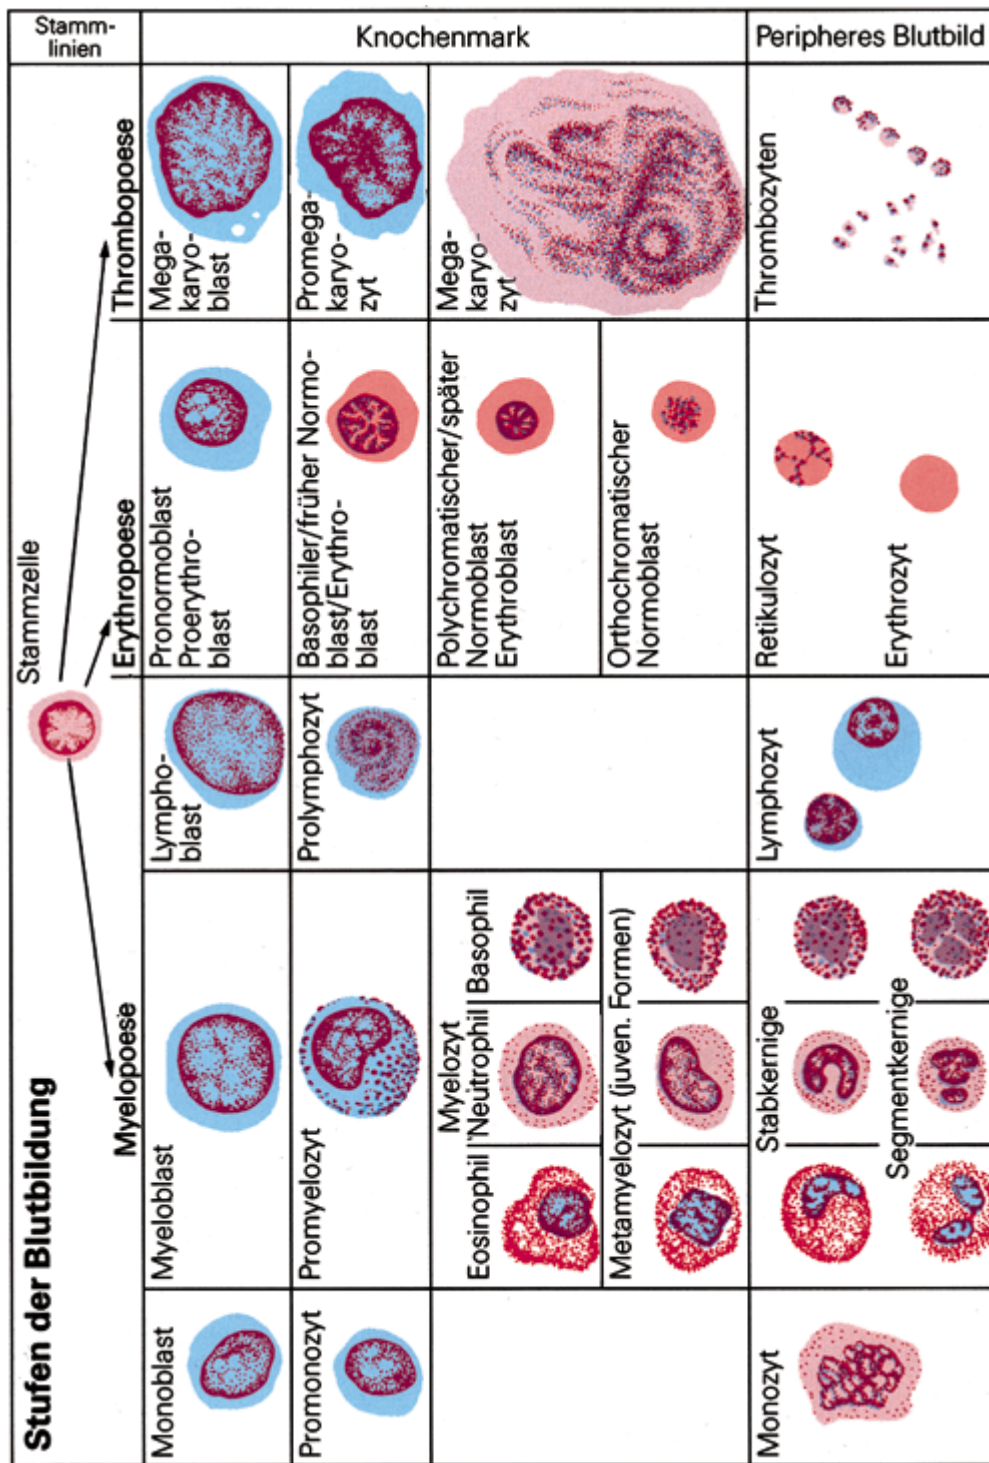 Stufen der Blutbildung
Stamm-
linien
Knochenmark
Peripheres Blutbild
Stammzelle
Thrombopoese
Mega-
karyo-
blast
Promega-
karyo-
zyt
Mega-
karyo-
zyt
Thrombozyten
Erythropoese
Pronormoblast
Proerythro-
blast
Basophiler/früher Normo-
blast/Erythro-
blast
Polychromatischer/später
Normoblast
Erythroblast
Orthochromatischer
Normoblast
Retikulozyt
Erythrozyt
Lympho-
blast
Prolymphozyt
Lymphozyt
Myelopoese
Myeloblast
Promyelozyt
Myelozyt
Eosinophil Neutrophil Basophil
Metamyelozyt (juven. Formen)
Stabkernige
Segmentkernige
Monoblast
Promonozyt
Monozyt